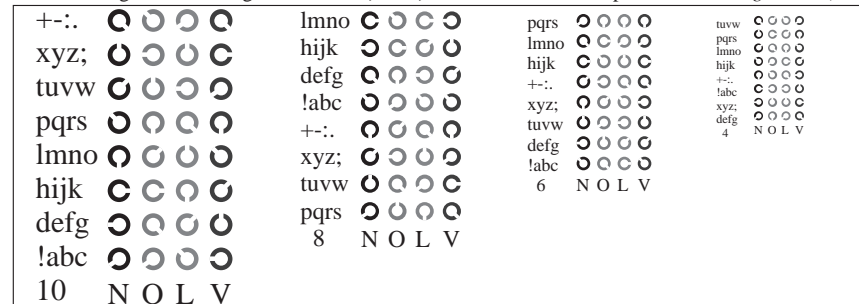 +-:.
xyz;
tuvw
pqrs
lmno
hijk
defg
!abc
10 N O L V
lmno
hijk
defg
!abc
+-:.
xyz;
tuvw
pqrs
8 N O L V
pqrs
lmno
hijk
+-:.
xyz;
tuvw
defg
!abc
6 N O L V
tuvw
pqrs
lmno
hijk
+-:.
!abc
xyz;
defg
4 N O L V